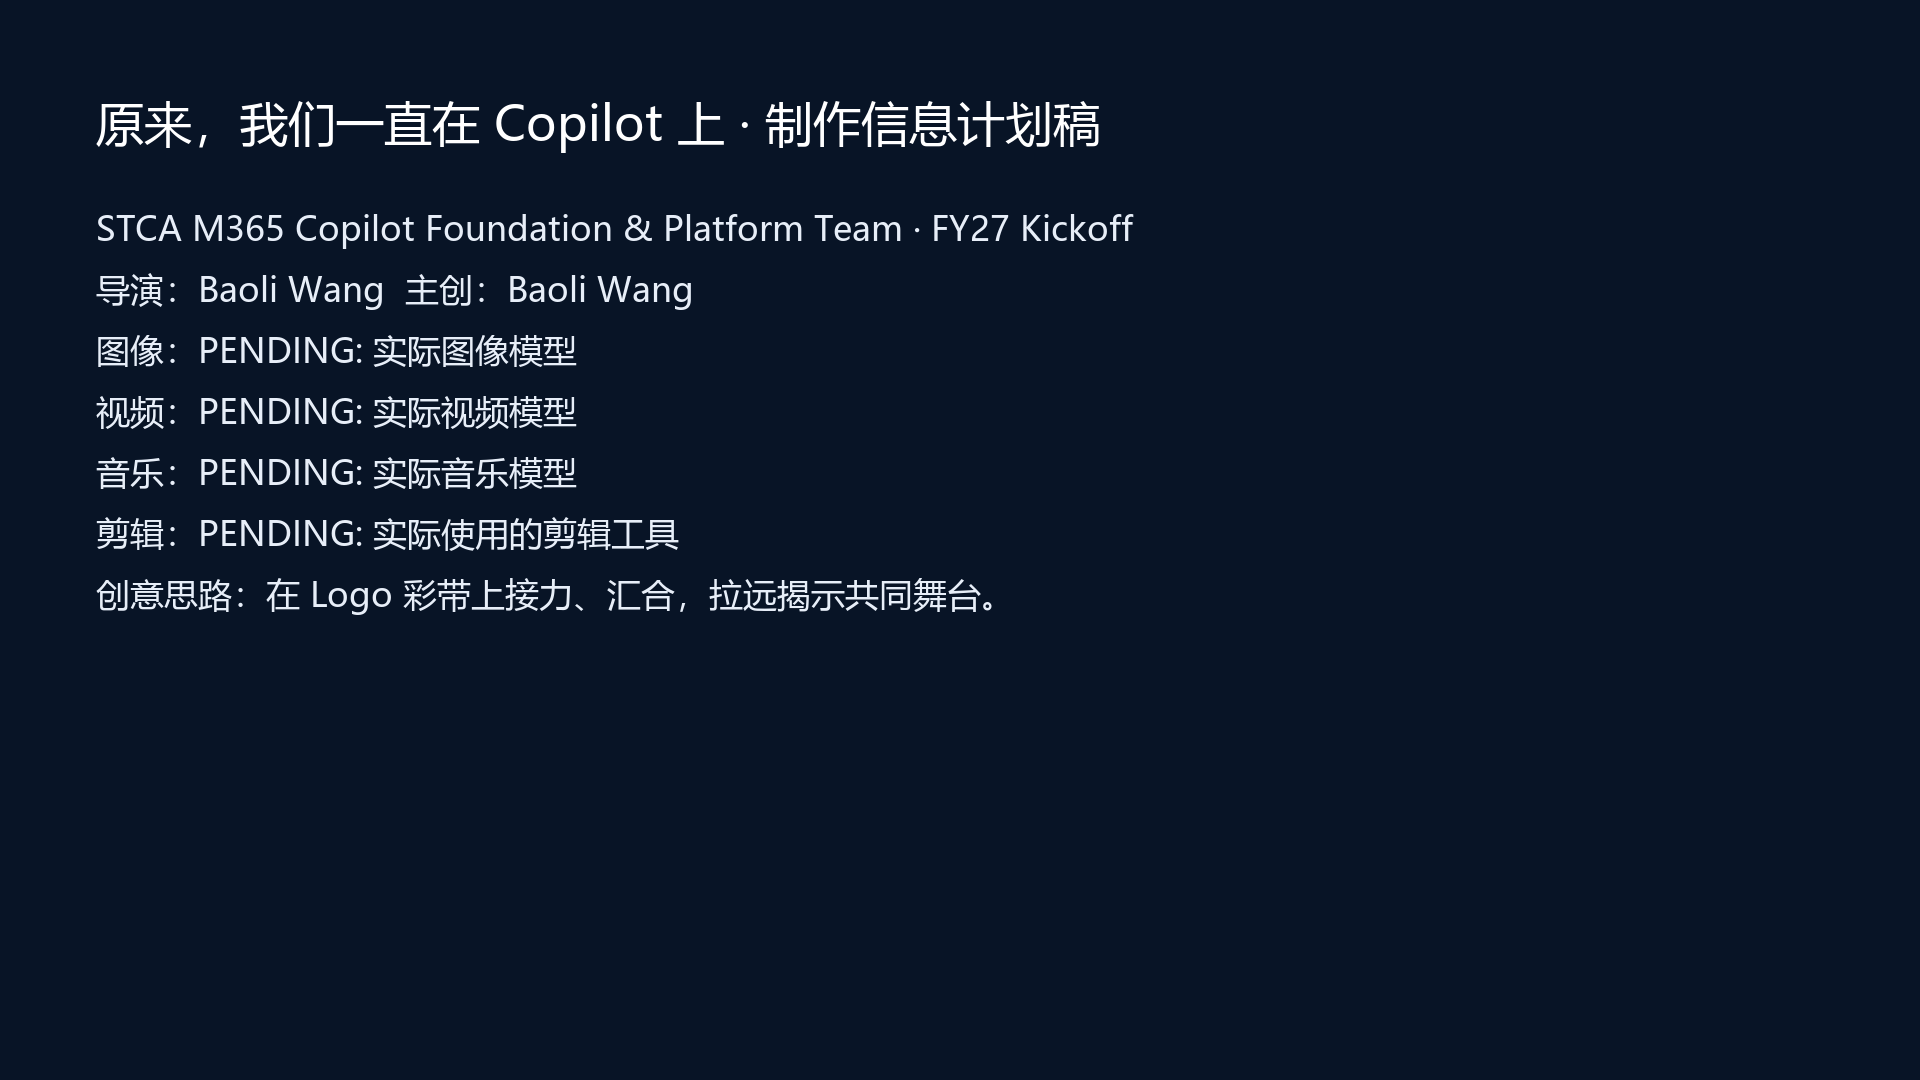 原来，我们一直在 Copilot 上 · 制作信息计划稿
STCA M365 Copilot Foundation & Platform Team · FY27 Kickoff
导演：Baoli Wang  主创：Baoli Wang
图像：PENDING: 实际图像模型
视频：PENDING: 实际视频模型
音乐：PENDING: 实际音乐模型
剪辑：PENDING: 实际使用的剪辑工具
创意思路：在 Logo 彩带上接力、汇合，拉远揭示共同舞台。